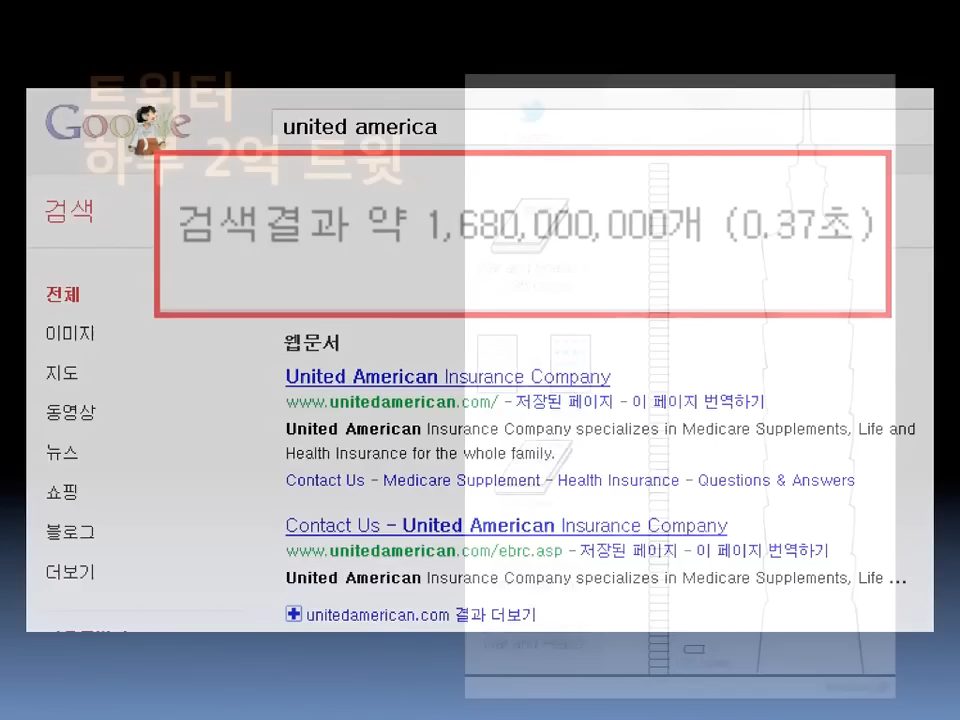 트위터
하루 2억 트윗
Google
united america
검색
검색결과 약 1,680,000,000개 (0.37초)
전체
이미지
지도
동영상
뉴스
쇼핑
블로그
더보기
웹문서
United American Insurance Company
www.unitedamerican.com/ - 저장된 페이지 - 이 페이지 번역하기
United American Insurance Company specializes in Medicare Supplements, Life and
Health Insurance for the whole family.
Contact Us - Medicare Supplement - Health Insurance - Questions & Answers
Contact Us - United American Insurance Company
www.unitedamerican.com/ebrc.asp - 저장된 페이지 - 이 페이지 번역하기
United American Insurance Company specializes in Medicare Supplements, Life ...
unitedamerican.com 결과 더보기